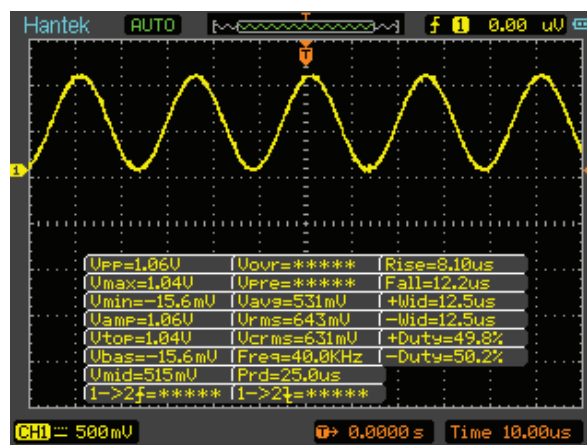 Hantek AUTO T 1 0.00 uV
T
1
Vpp=1.06V Vovr=***** Rise=8.10us
Vmax=1.04V Vpre=***** Fall=12.2us
Vmin=-15.6mV Vavg=531mV +Wid=12.5us
Vamp=1.06V Vrms=643mV -Wid=12.5us
Vtop=1.04V Vcrms=631mV +Duty=49.8%
Vbas=-15.6mV Freq=40.0KHz -Duty=50.2%
Vmid=515mV Prd=25.0us
1->2⨍=***** 1->2⨎=*****
CH1 500mV T→ 0.0000 s Time 10.00us